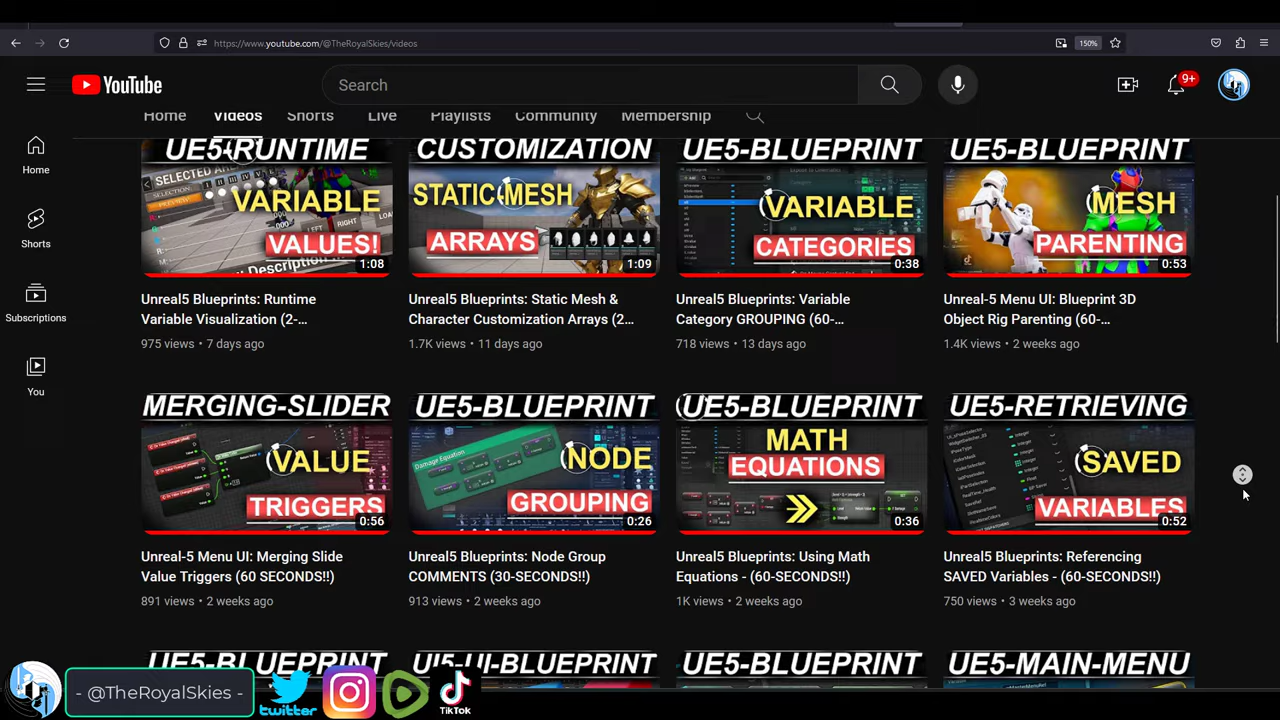 https://www.youtube.com/@TheRoyalSkies/videos
150%
YouTube
Search
9+
Home Videos Shorts Live Playlists Community Membership
Home
Shorts
Subscriptions
You
UE5-RUNTIME
VARIABLE
VALUES!
1:08
Unreal5 Blueprints: Runtime
Variable Visualization (2-...
975 views • 7 days ago
CUSTOMIZATION
STATIC-MESH
ARRAYS
1:09
Unreal5 Blueprints: Static Mesh &
Character Customization Arrays (2...
1.7K views • 11 days ago
UE5-BLUEPRINT
VARIABLE
CATEGORIES
0:38
Unreal5 Blueprints: Variable
Category GROUPING (60-...
718 views • 13 days ago
UE5-BLUEPRINT
MESH
PARENTING
0:53
Unreal-5 Menu UI: Blueprint 3D
Object Rig Parenting (60-...
1.4K views • 2 weeks ago
MERGING-SLIDER
VALUE
TRIGGERS
0:56
Unreal-5 Menu UI: Merging Slide
Value Triggers (60 SECONDS!!)
891 views • 2 weeks ago
UE5-BLUEPRINT
Damage Equation
NODE
GROUPING
0:26
Unreal5 Blueprints: Node Group
COMMENTS (30-SECONDS!!)
913 views • 2 weeks ago
UE5-BLUEPRINT
MATH
EQUATIONS
0:36
Unreal5 Blueprints: Using Math
Equations - (60-SECONDS!!)
1K views • 2 weeks ago
UE5-RETRIEVING
SAVED
VARIABLES
0:52
Unreal5 Blueprints: Referencing
SAVED Variables - (60-SECONDS!!)
750 views • 3 weeks ago
UE5-BLUEPRINT
UI5-UI-BLUEPRINT
UE5-BLUEPRINT
UE5-MAIN-MENU
- @TheRoyalSkies -
twitter
TikTok